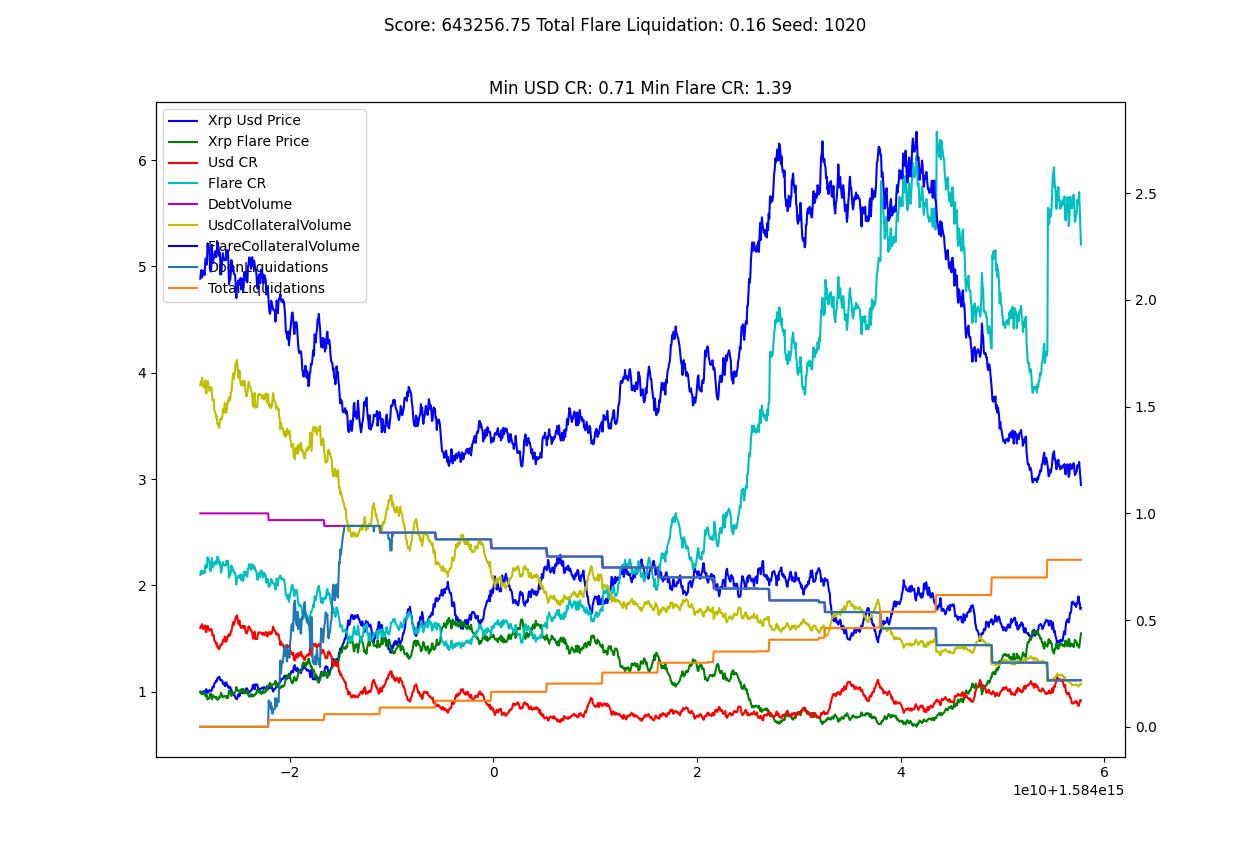 Score: 643256.75 Total Flare Liquidation: 0.16 Seed: 1020
Min USD CR: 0.71 Min Flare CR: 1.39
Xrp Usd Price
Xrp Flare Price
Usd CR
Flare CR
DebtVolume
UsdCollateralVolume
FlareCollateralVolume
OpenLiquidations
TotalLiquidations
6
5
4
3
2
1
2.5
2.0
1.5
1.0
0.5
0.0
−2
0
2
4
6
1e10+1.584e15